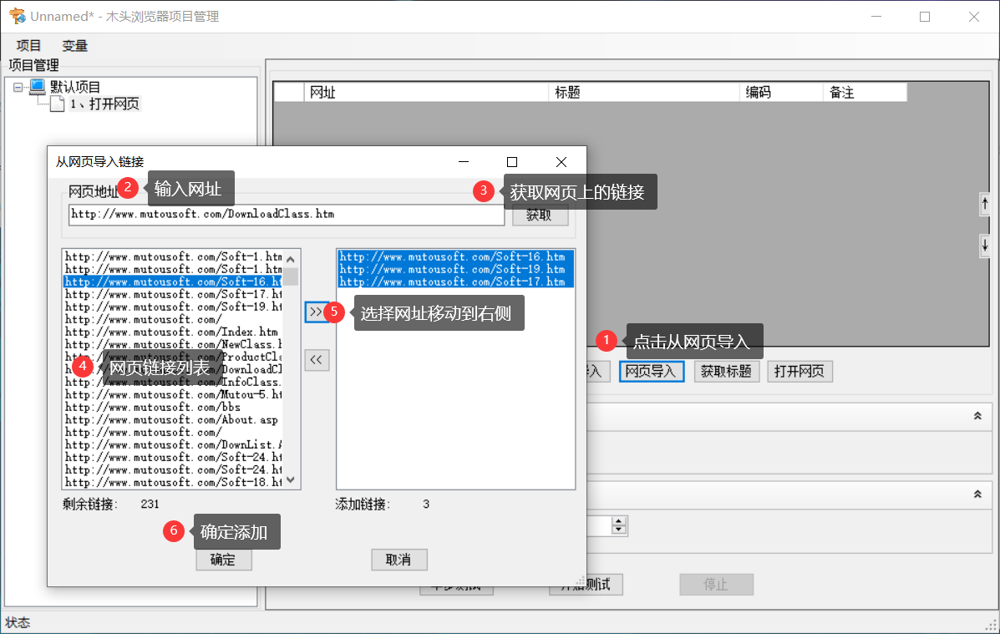 Unnamed* - 木头浏览器项目管理
项目 变量
项目管理
默认项目
1、打开网页
网址 标题 编码 备注
从网页导入链接
网页地址
2 输入网址
3 获取网页上的链接
http://www.mutousoft.com/DownloadClass.htm
获取
http://www.mutousoft.com/Soft-1.htm
http://www.mutousoft.com/Soft-1.htm
http://www.mutousoft.com/Soft-16.ht
http://www.mutousoft.com/Soft-17.ht
http://www.mutousoft.com/Soft-19.ht
http://www.mutousoft.com/
http://www.mutousoft.com/Index.htm
http://www.mutousoft.com/NewClass.h
http://www.mutousoft.com/ProductCla
http://www.mutousoft.com/DownloadCl
http://www.mutousoft.com/InfoClass.
http://www.mutousoft.com/Mutou-5.ht
http://www.mutousoft.com/bbs
http://www.mutousoft.com/About.asp
http://www.mutousoft.com/
http://www.mutousoft.com/DownList.A
http://www.mutousoft.com/Soft-24.ht
http://www.mutousoft.com/Soft-24.ht
http://www.mutousoft.com/Soft-18.ht
4 网页链接列表
>>
<<
5 选择网址移动到右侧
http://www.mutousoft.com/Soft-16.htm
http://www.mutousoft.com/Soft-19.htm
http://www.mutousoft.com/Soft-17.htm
剩余链接: 231
添加链接: 3
6 确定添加
确定 取消
1 点击从网页导入
入 网页导入 获取标题 打开网页
单步测试 开始测试 停止
状态